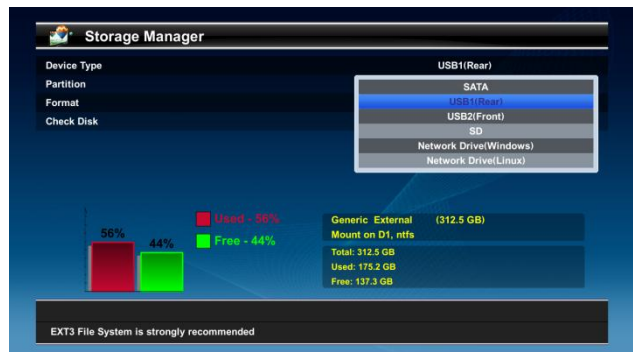 Storage Manager
Device Type USB1(Rear)
Partition
SATA
Format
USB1(Rear)
USB2(Front)
Check Disk
SD
Network Drive(Windows)
Network Drive(Linux)
56%
44%
Used - 56%
Free - 44%
Generic External (312.5 GB)
Mount on D1, ntfs
Total: 312.5 GB
Used: 175.2 GB
Free: 137.3 GB
EXT3 File System is strongly recommended